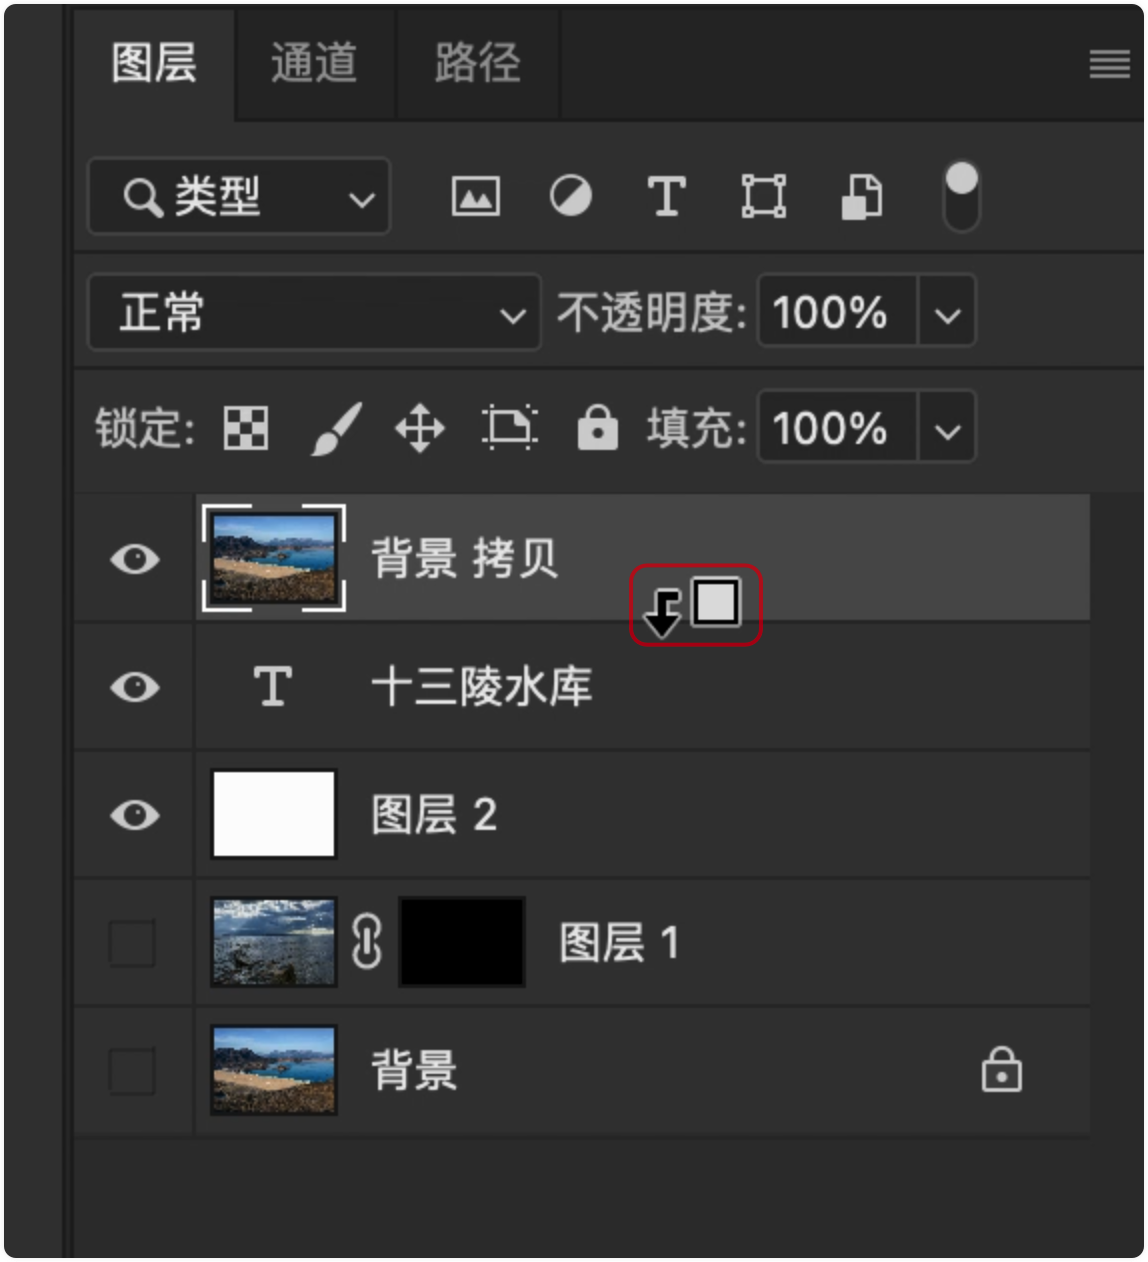 图层 通道 路径
类型
正常 不透明度: 100%
锁定: 填充: 100%
背景 拷贝
T 十三陵水库
图层 2
图层 1
背景